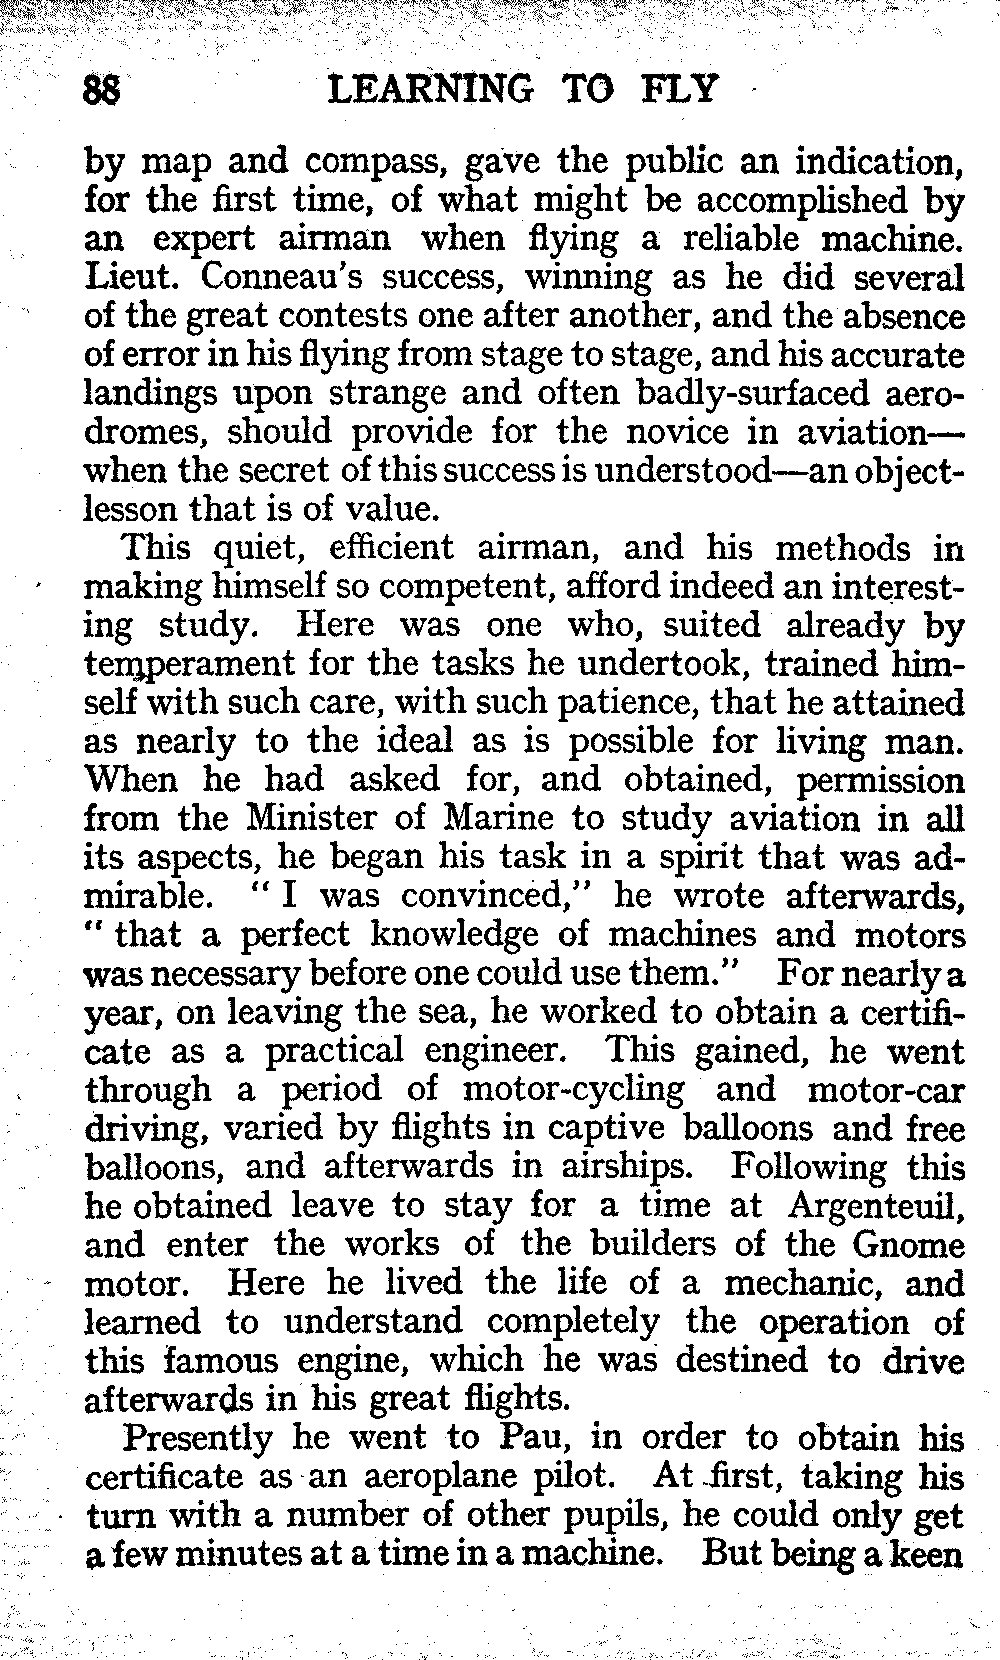 88 LEARNING TO FLY
by map and compass, gave the public an indication,
for the first time, of what might be accomplished by
an expert airman when flying a reliable machine.
Lieut. Conneau's success, winning as he did several
of the great contests one after another, and the absence
of error in his flying from stage to stage, and his accurate
landings upon strange and often badly-surfaced aero-
dromes, should provide for the novice in aviation—
when the secret of this success is understood—an object-
lesson that is of value.
This quiet, efficient airman, and his methods in
making himself so competent, afford indeed an interest-
ing study. Here was one who, suited already by
temperament for the tasks he undertook, trained him-
self with such care, with such patience, that he attained
as nearly to the ideal as is possible for living man.
When he had asked for, and obtained, permission
from the Minister of Marine to study aviation in all
its aspects, he began his task in a spirit that was ad-
mirable. "I was convinced," he wrote afterwards,
"that a perfect knowledge of machines and motors
was necessary before one could use them." For nearly a
year, on leaving the sea, he worked to obtain a certifi-
cate as a practical engineer. This gained, he went
through a period of motor-cycling and motor-car
driving, varied by flights in captive balloons and free
balloons, and afterwards in airships. Following this
he obtained leave to stay for a time at Argenteuil,
and enter the works of the builders of the Gnome
motor. Here he lived the life of a mechanic, and
learned to understand completely the operation of
this famous engine, which he was destined to drive
afterwards in his great flights.
Presently he went to Pau, in order to obtain his
certificate as an aeroplane pilot. At first, taking his
turn with a number of other pupils, he could only get
a few minutes at a time in a machine. But being a keen